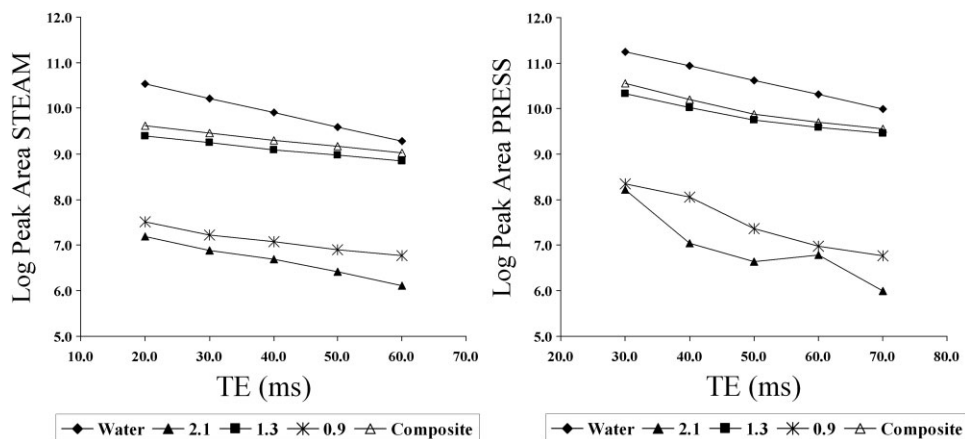 Log Peak Area STEAM
12.0
11.0
10.0
9.0
8.0
7.0
6.0
5.0
10.0 20.0 30.0 40.0 50.0 60.0 70.0
TE (ms)
Water 2.1 1.3 0.9 Composite
Log Peak Area PRESS
12.0
11.0
10.0
9.0
8.0
7.0
6.0
5.0
20.0 30.0 40.0 50.0 60.0 70.0 80.0
TE (ms)
Water 2.1 1.3 0.9 Composite